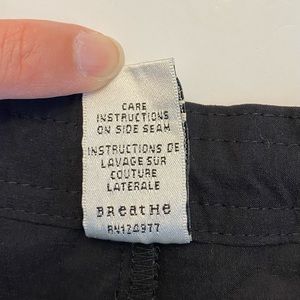 CARE
INSTRUCTIONS
ON SIDE SEAM
INSTRUCTIONS DE
LAVAGE SUR
COUTURE
LATERALE
BReatHe
RN124977